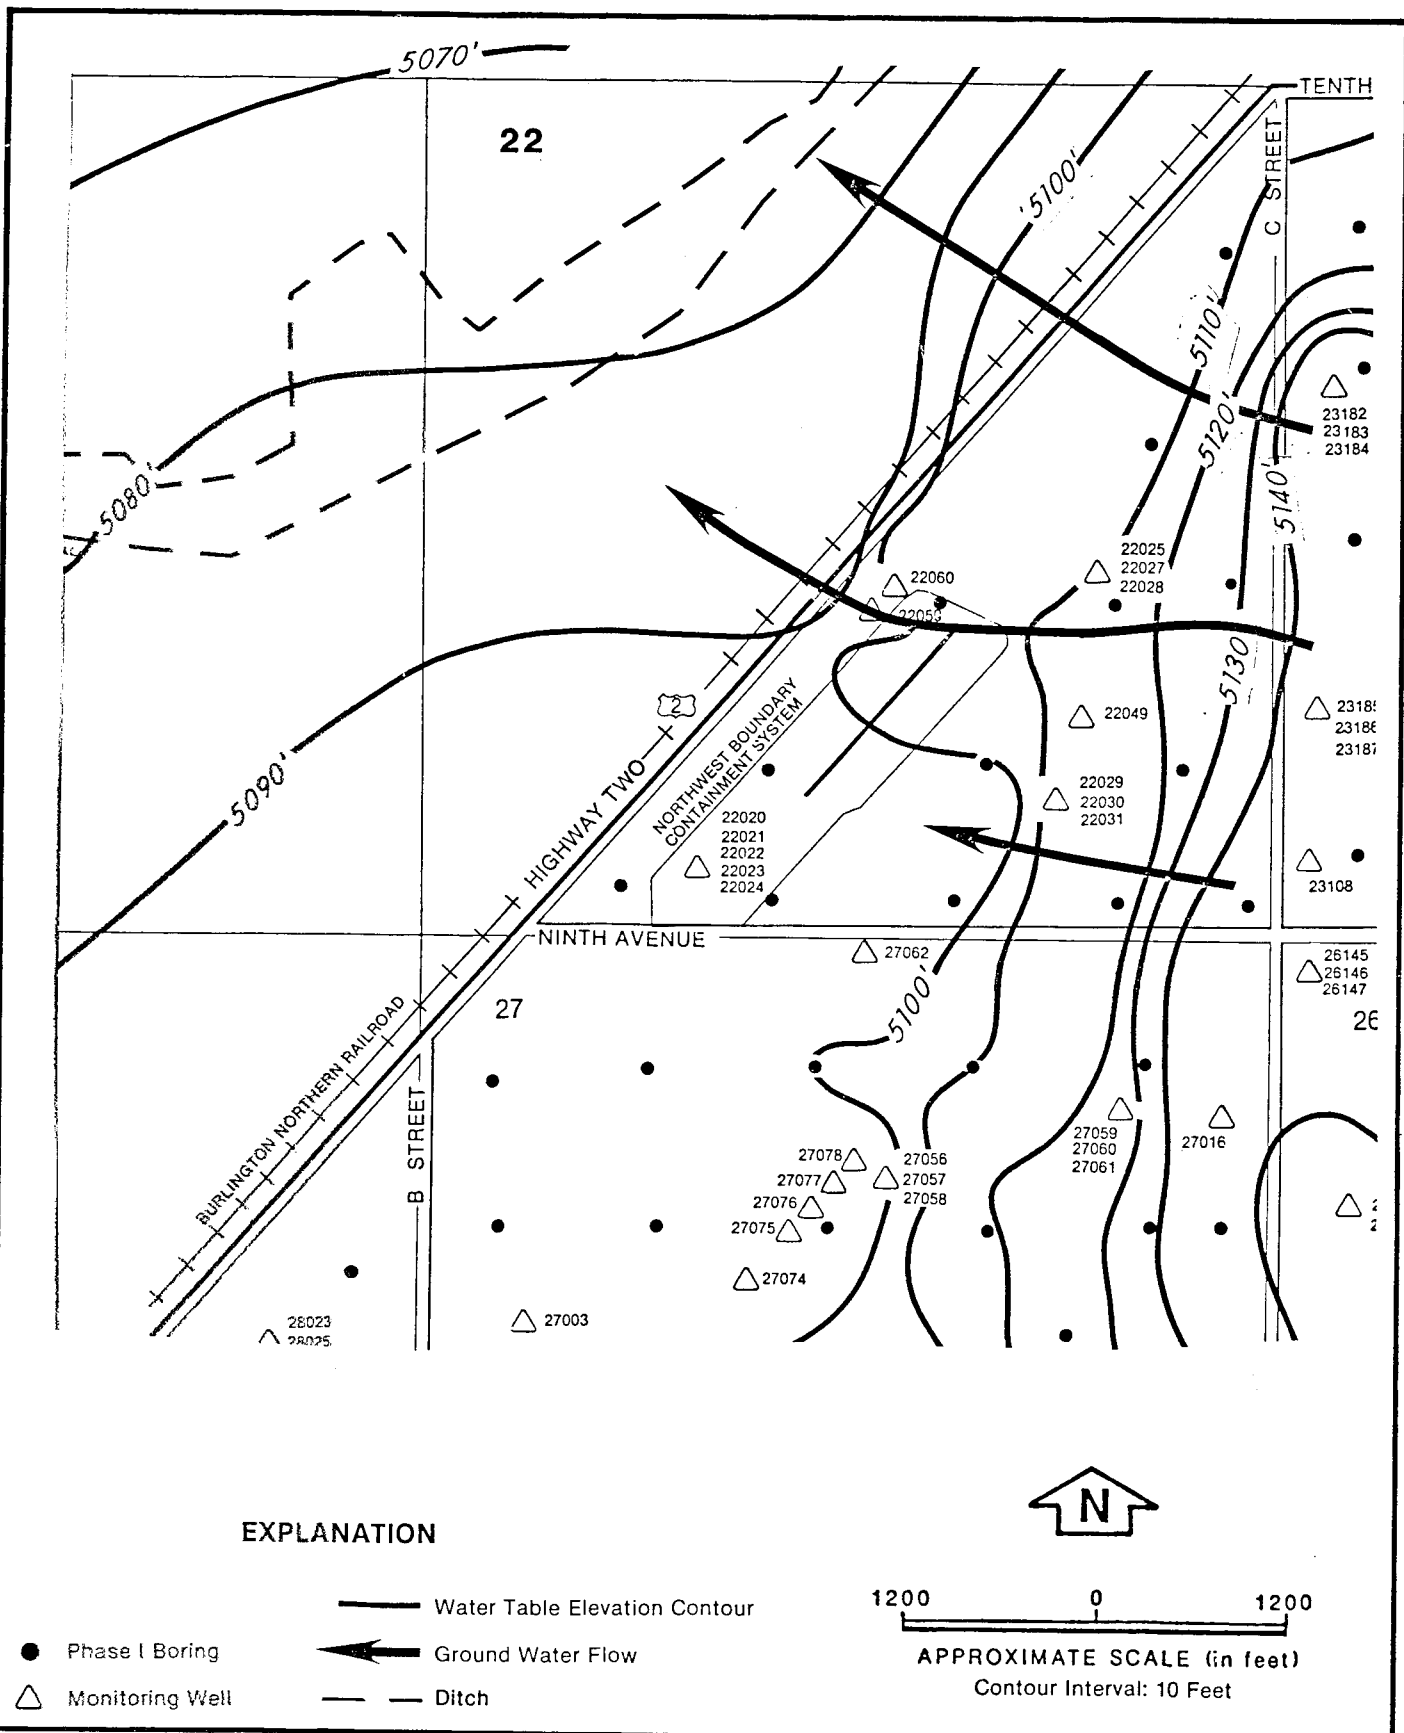 5070'
TENTH
22
C STREET
'5100'
5110'
5120'
23182
23183
23184
5080'
5140'
22025
22027
22028
22060
22059
5130
22049
2
NORTHWEST BOUNDARY
CONTAINMENT SYSTEM
22029
22030
22031
5090'
HIGHWAY TWO
22020
22021
22022
22023
22024
23108
NINTH AVENUE
27062
26145
26146
26147
5100'
27
26
BURLINGTON NORTHERN RAILROAD
B STREET
27059
27060
27061
27016
27078
27077
27076
27075
27056
27057
27058
27074
27003
28023
28025
N
EXPLANATION
Water Table Elevation Contour
Phase I Boring
Ground Water Flow
Monitoring Well
Ditch
1200 0 1200
APPROXIMATE SCALE (in feet)
Contour Interval: 10 Feet